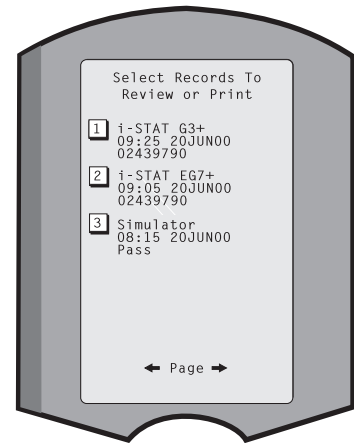 Select Records To
Review or Print
1 i-STAT G3+
09:25 20JUN00
02439790
2 i-STAT EG7+
09:05 20JUN00
02439790
3 Simulator
08:15 20JUN00
Pass
← Page →